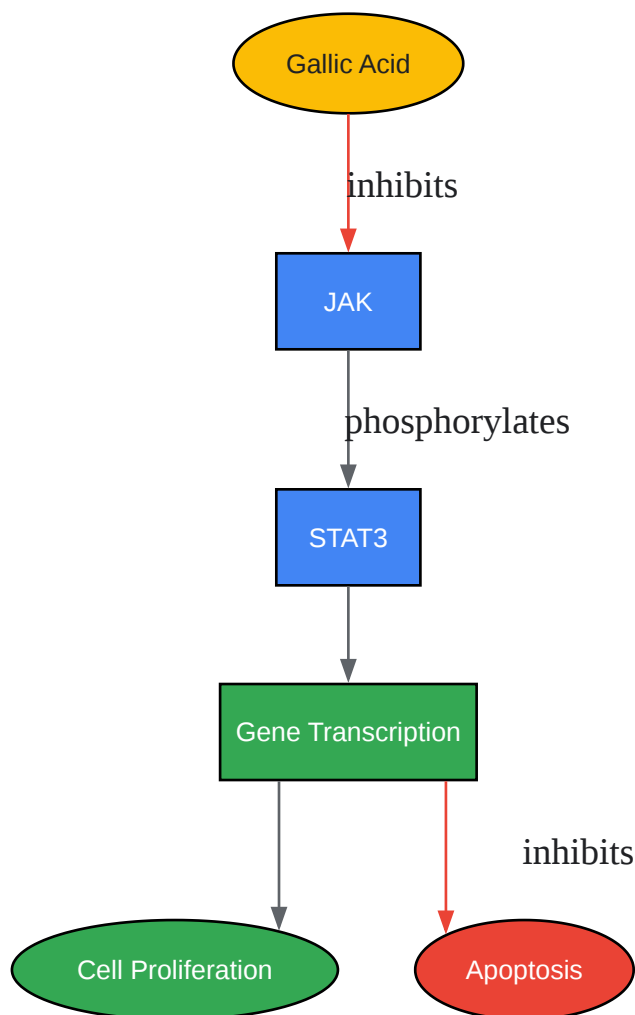 Gallic Acid
inhibits
JAK
phosphorylates
STAT3
Gene Transcription
inhibits
Cell Proliferation
Apoptosis